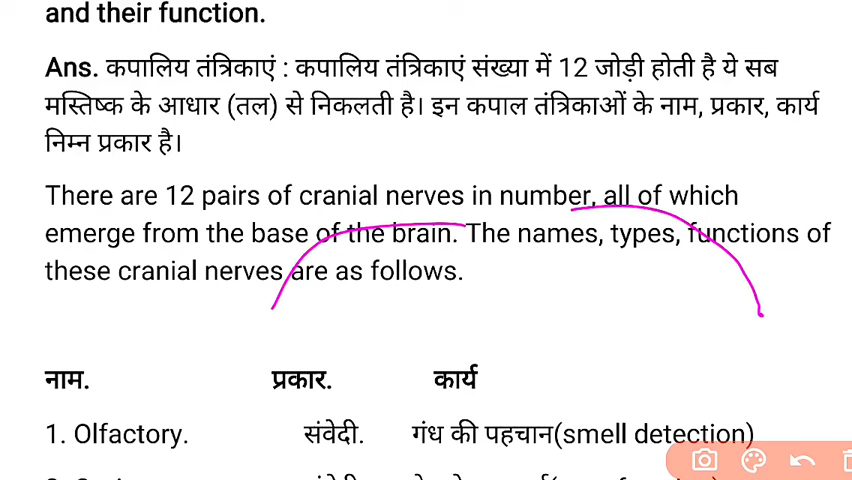 and their function.
Ans. कपालिय तंत्रिकाएं : कपालिय तंत्रिकाएं संख्या में 12 जोड़ी होती है ये सब
मस्तिष्क के आधार (तल) से निकलती है। इन कपाल तंत्रिकाओं के नाम, प्रकार, कार्य
निम्न प्रकार है।
There are 12 pairs of cranial nerves in number, all of which
emerge from the base of the brain. The names, types, functions of
these cranial nerves are as follows.
नाम. प्रकार. कार्य
1. Olfactory. संवेदी. गंध की पहचान(smell detection)